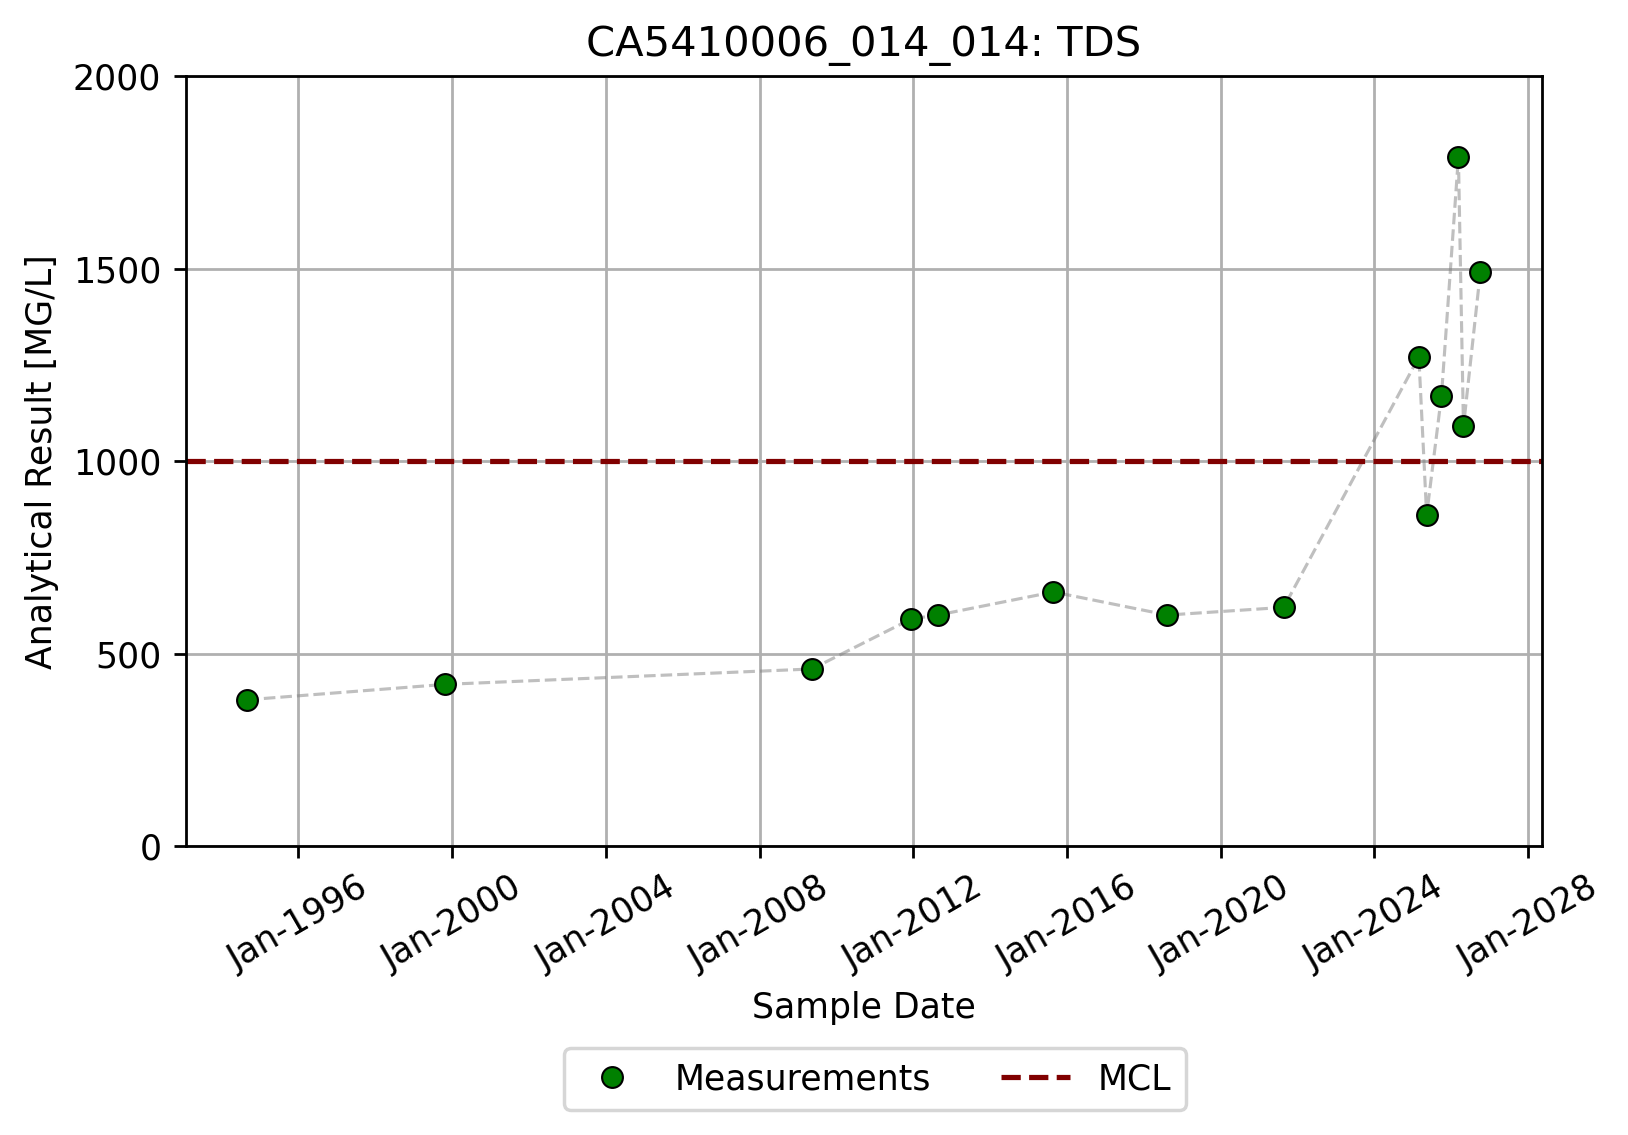 CA5410006_014_014: TDS
Analytical Result [MG/L]
2000
1500
1000
500
0
Jan-1996
Jan-2000
Jan-2004
Jan-2008
Jan-2012
Jan-2016
Jan-2020
Jan-2024
Jan-2028
Sample Date
Measurements
MCL